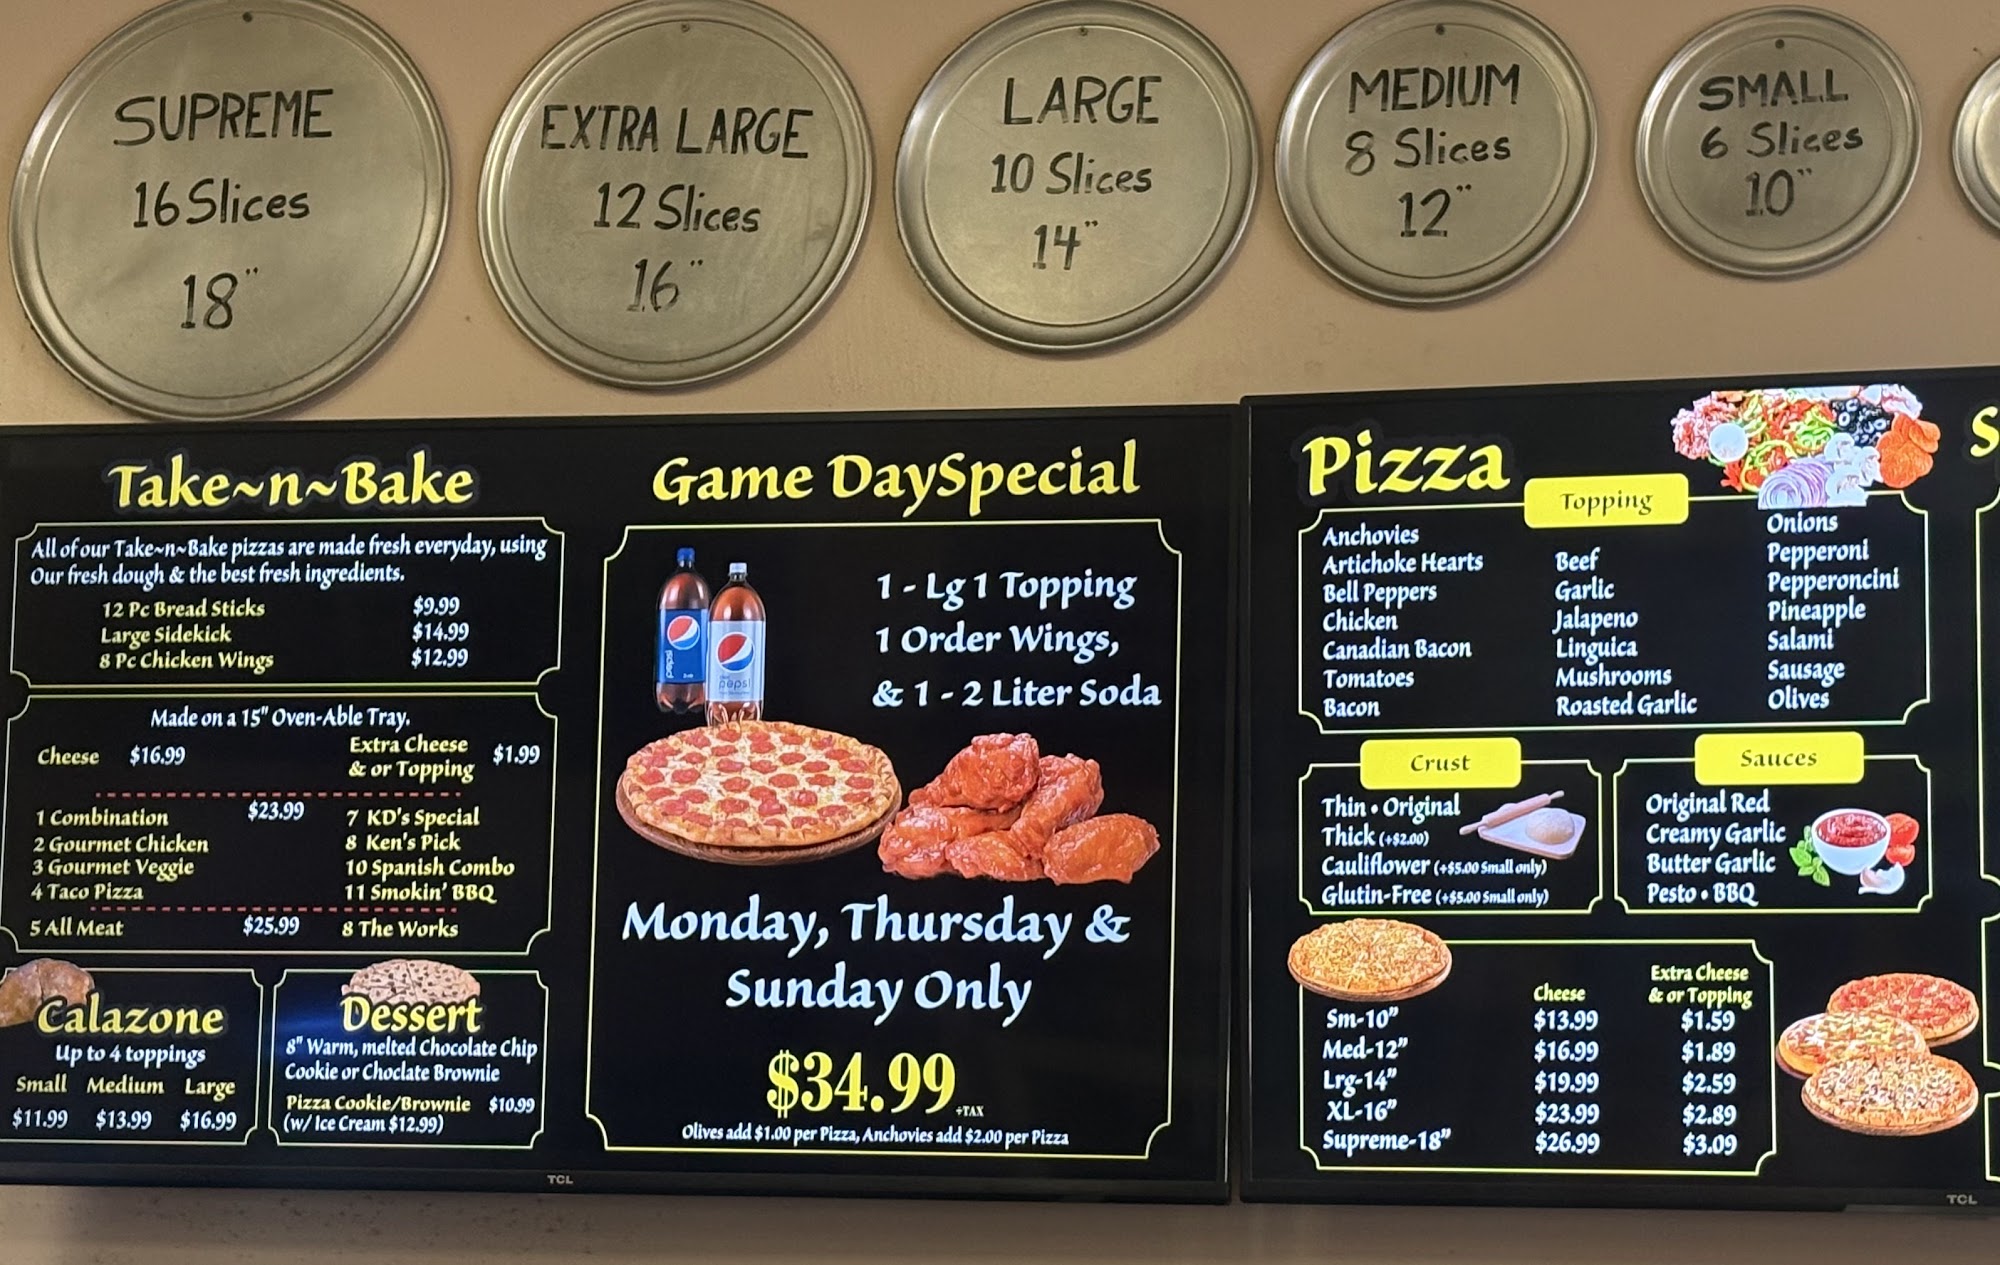 SUPREME
16 Slices
18"
EXTRA LARGE
12 Slices
16"
LARGE
10 Slices
14"
MEDIUM
8 Slices
12"
SMALL
6 Slices
10"
Take~n~Bake
All of our Take~n~Bake pizzas are made fresh everyday, using
Our fresh dough & the best fresh ingredients.
12 Pc Bread Sticks $9.99
Large Sidekick $14.99
8 Pc Chicken Wings $12.99
Made on a 15" Oven-Able Tray.
Cheese $16.99
Extra Cheese
& or Topping $1.99
$23.99
1 Combination
2 Gourmet Chicken
3 Gourmet Veggie
4 Taco Pizza
7 KD's Special
8 Ken's Pick
10 Spanish Combo
11 Smokin' BBQ
5 All Meat $25.99 8 The Works
Calazone
Up to 4 toppings
Small Medium Large
$11.99 $13.99 $16.99
Dessert
8" Warm, melted Chocolate Chip
Cookie or Choclate Brownie
Pizza Cookie/Brownie $10.99
(w/ Ice Cream $12.99)
Game DaySpecial
pepsi
pepsi
1 - Lg 1 Topping
1 Order Wings,
& 1 - 2 Liter Soda
Monday, Thursday &
Sunday Only
$34.99 +TAX
Olives add $1.00 per Pizza, Anchovies add $2.00 per Pizza
TCL
Pizza
Topping
Anchovies
Artichoke Hearts
Bell Peppers
Chicken
Canadian Bacon
Tomatoes
Bacon
Beef
Garlic
Jalapeno
Linguica
Mushrooms
Roasted Garlic
Onions
Pepperoni
Pepperoncini
Pineapple
Salami
Sausage
Olives
Crust
Thin • Original
Thick (+$2.00)
Cauliflower (+$5.00 Small only)
Glutin-Free (+$5.00 Small only)
Sauces
Original Red
Creamy Garlic
Butter Garlic
Pesto • BBQ
Cheese
Extra Cheese
& or Topping
Sm-10" $13.99 $1.59
Med-12" $16.99 $1.89
Lrg-14" $19.99 $2.59
XL-16" $23.99 $2.89
Supreme-18" $26.99 $3.09
TCL
S